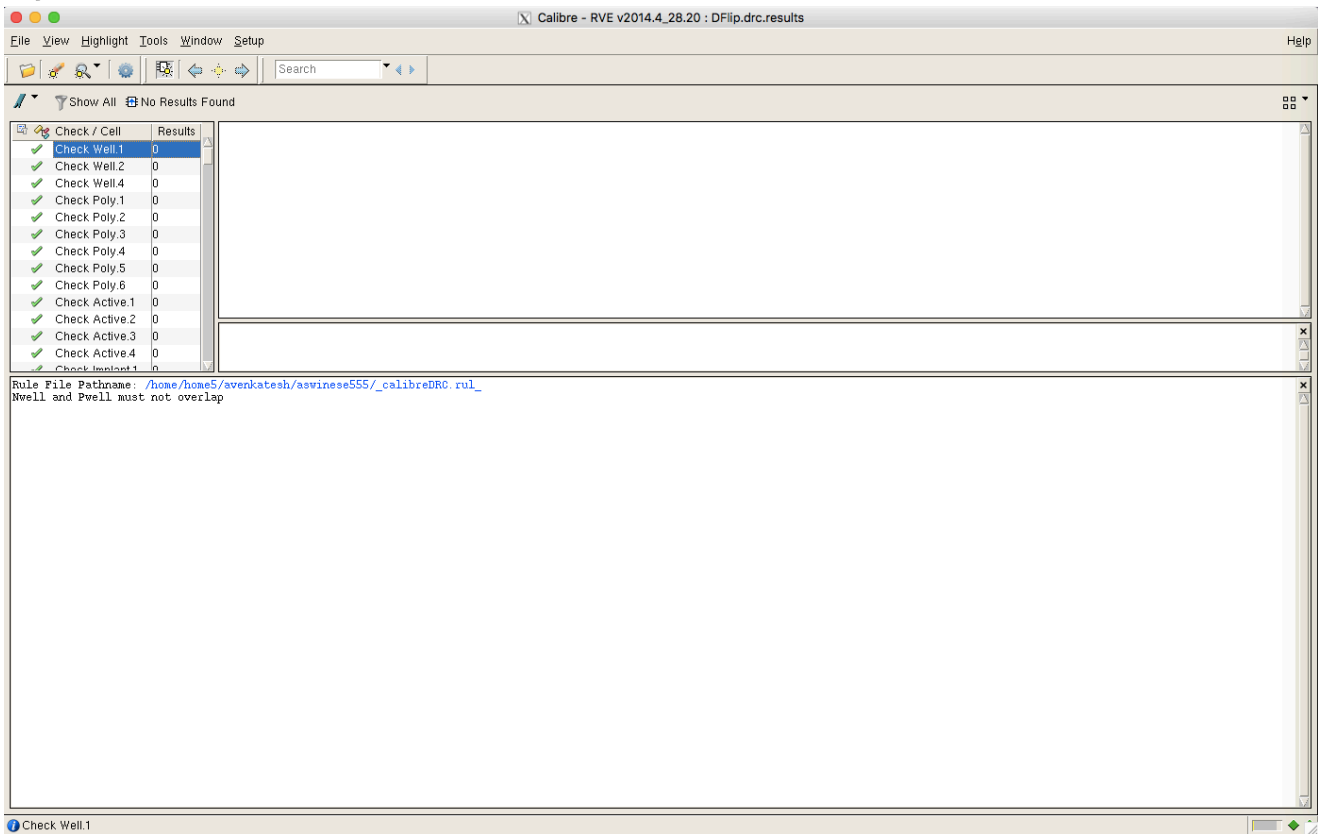 Calibre - RVE v2014.4_28.20 : DFlip.drc.results
File View Highlight Tools Window Setup Help
Search
Show All No Results Found
Check / Cell Results
Check Well.1 0
Check Well.2 0
Check Well.4 0
Check Poly.1 0
Check Poly.2 0
Check Poly.3 0
Check Poly.4 0
Check Poly.5 0
Check Poly.6 0
Check Active.1 0
Check Active.2 0
Check Active.3 0
Check Active.4 0
Check Implant.1 0
Rule File Pathname: /home/home5/avenkatesh/aswinese555/_calibreDRC.rul_
Nwell and Pwell must not overlap
Check Well.1